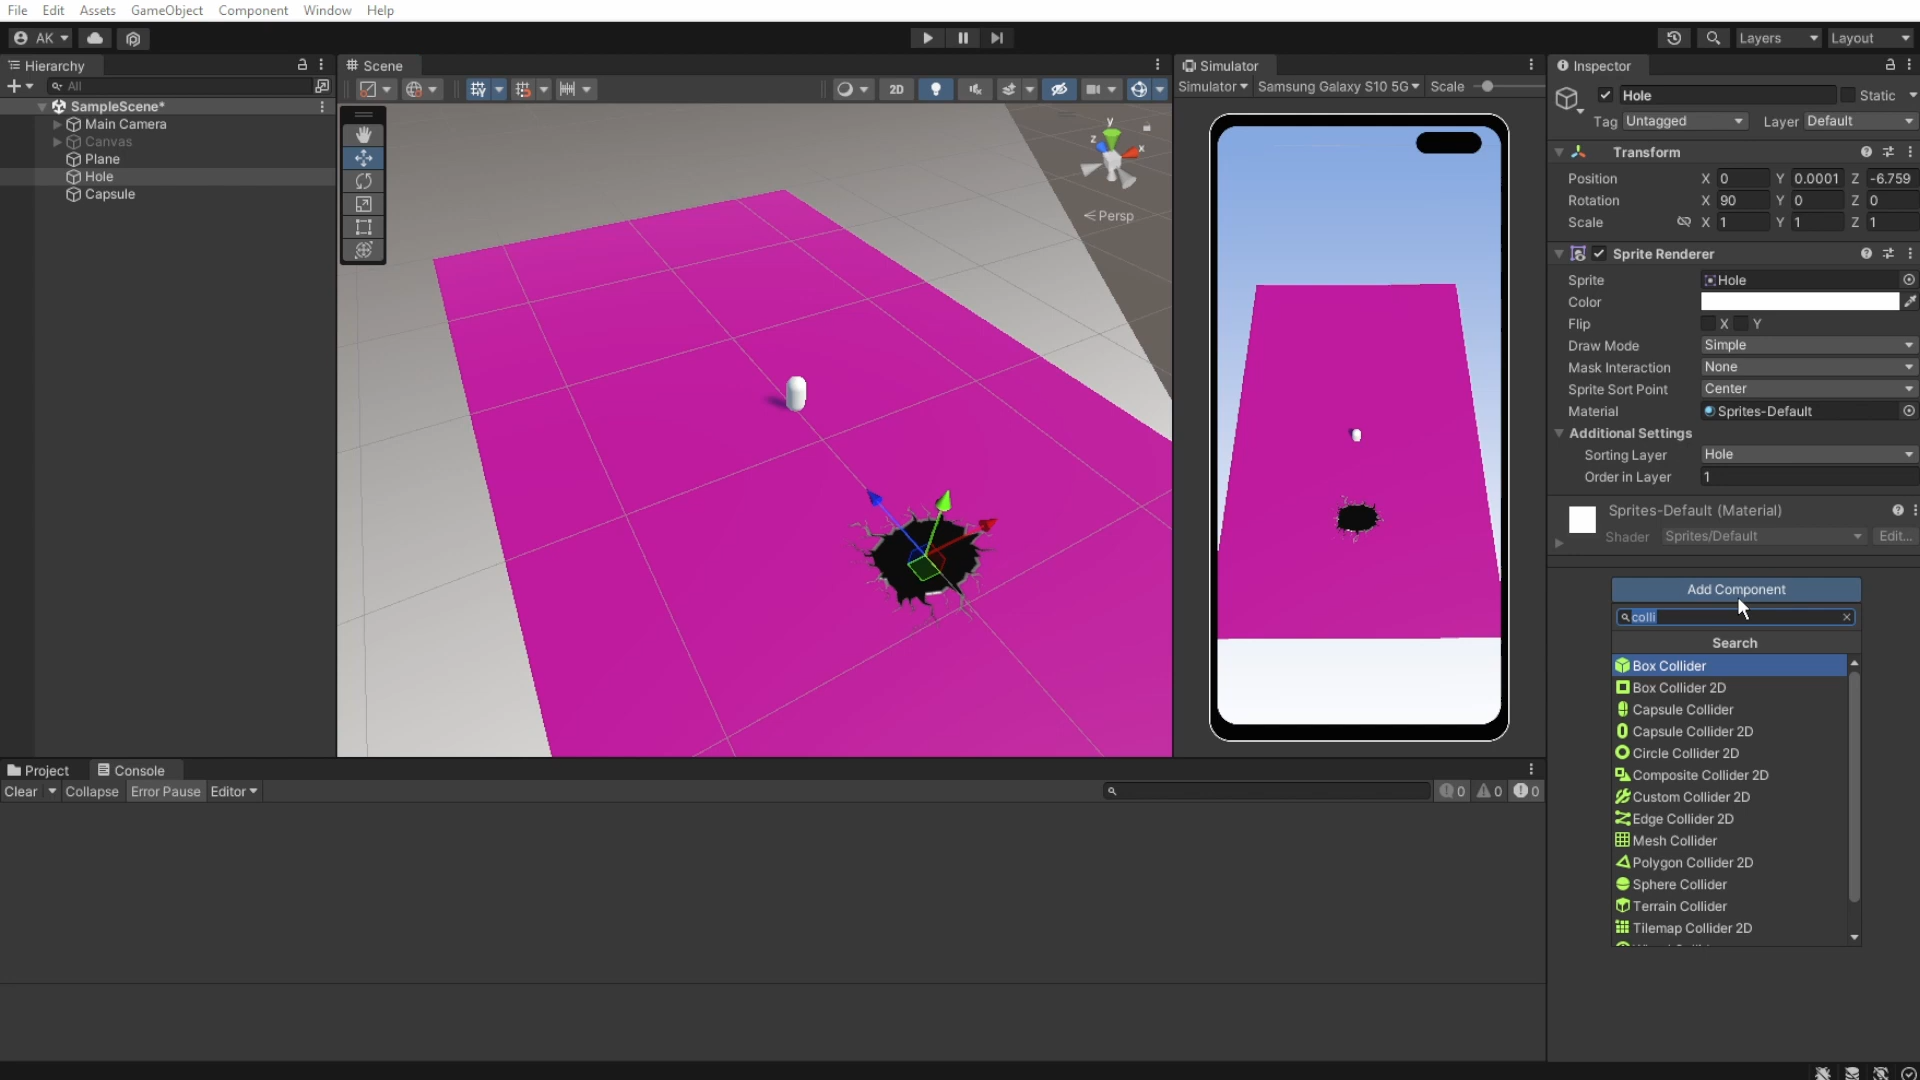 File Edit Assets GameObject Component Window Help
AK
Layers Layout
Hierarchy
All
SampleScene*
Main Camera
Canvas
Plane
Hole
Capsule
Scene
2D
y
z
x
Persp
Simulator
Simulator Samsung Galaxy S10 5G Scale
Inspector
Hole Static
Tag Untagged Layer Default
Transform
Position X 0 Y 0.0001 Z -6.759
Rotation X 90 Y 0 Z 0
Scale X 1 Y 1 Z 1
Sprite Renderer
Sprite Hole
Color
Flip X Y
Draw Mode Simple
Mask Interaction None
Sprite Sort Point Center
Material Sprites-Default
Additional Settings
Sorting Layer Hole
Order in Layer 1
Sprites-Default (Material)
Shader Sprites/Default Edit...
Add Component
colli
Search
Box Collider
Box Collider 2D
Capsule Collider
Capsule Collider 2D
Circle Collider 2D
Composite Collider 2D
Custom Collider 2D
Edge Collider 2D
Mesh Collider
Polygon Collider 2D
Sphere Collider
Terrain Collider
Tilemap Collider 2D
Project Console
Clear Collapse Error Pause Editor
0 0 0